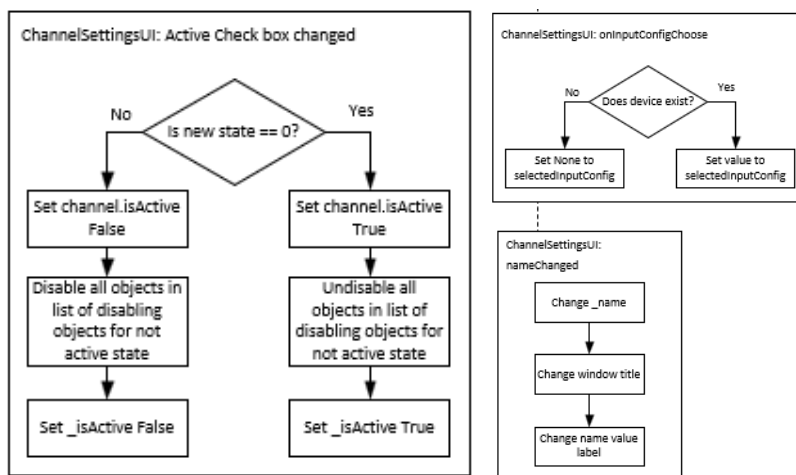 ChannelSettingsUI: Active Check box changed
No
Yes
Is new state == 0?
Set channel.isActive
False
Set channel.isActive
True
Disable all objects in
list of disabling
objects for not
active state
Undisable all
objects in list of
disabling objects for
not active state
Set _isActive False
Set _isActive True
ChannelSettingsUI: onInputConfigChoose
No
Yes
Does device exist?
Set None to
selectedInputConfig
Set value to
selectedInputConfig
ChannelSettingsUI:
nameChanged
Change _name
Change window title
Change name value
label